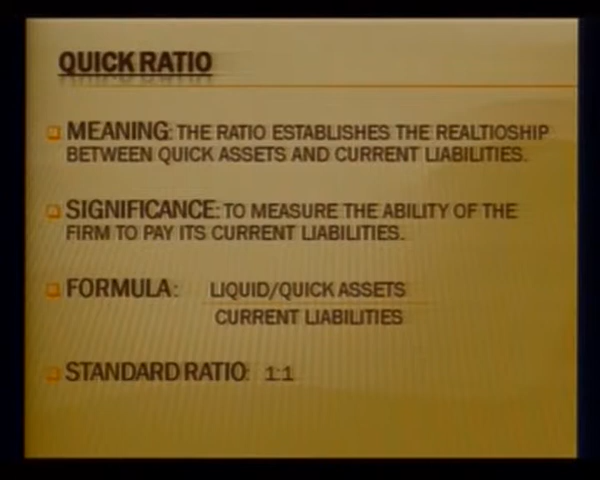 QUICK RATIO
MEANING: THE RATIO ESTABLISHES THE REALTIOSHIP
BETWEEN QUICK ASSETS AND CURRENT LIABILITIES.
SIGNIFICANCE: TO MEASURE THE ABILITY OF THE
FIRM TO PAY ITS CURRENT LIABILITIES.
FORMULA: LIQUID/QUICK ASSETS
CURRENT LIABILITIES
STANDARD RATIO: 1:1